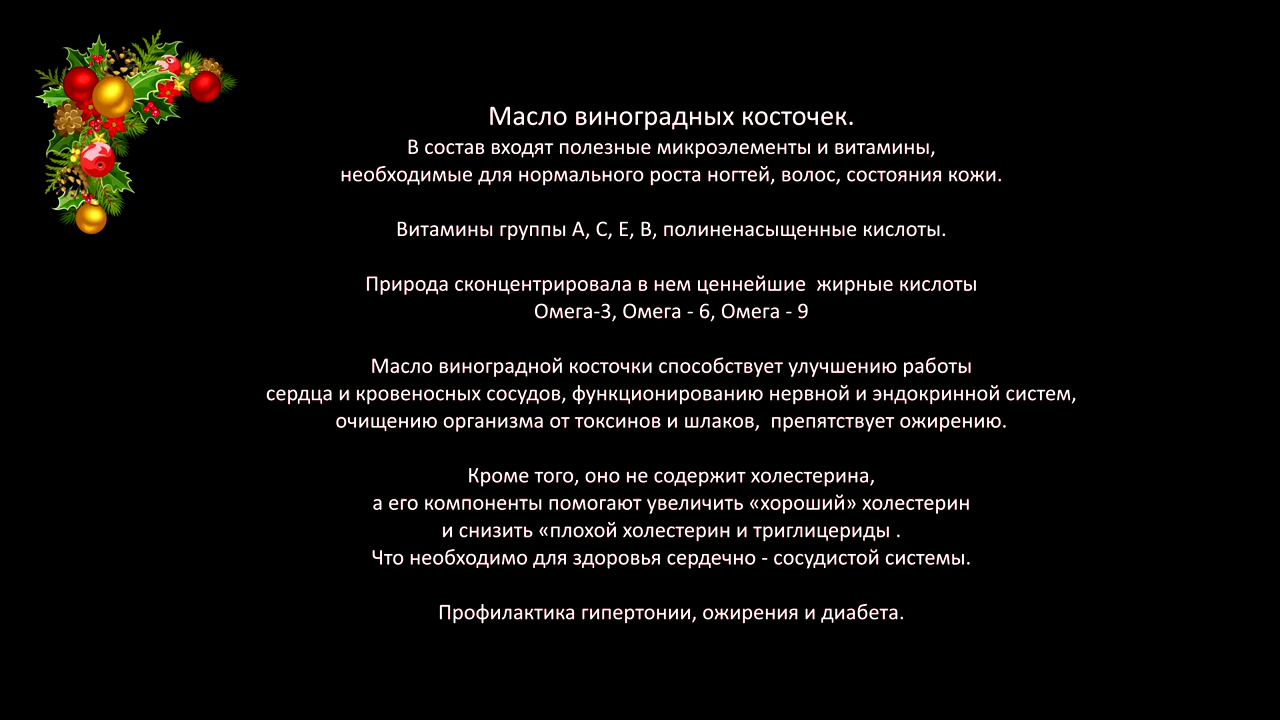 Масло виноградных косточек.
В состав входят полезные микроэлементы и витамины,
необходимые для нормального роста ногтей, волос, состояния кожи.
Витамины группы А, С, Е, В, полиненасыщенные кислоты.
Природа сконцентрировала в нем ценнейшие  жирные кислоты
Омега-3, Омега - 6, Омега - 9
Масло виноградной косточки способствует улучшению работы
сердца и кровеносных сосудов, функционированию нервной и эндокринной систем,
очищению организма от токсинов и шлаков,  препятствует ожирению.
Кроме того, оно не содержит холестерина,
а его компоненты помогают увеличить «хороший» холестерин
и снизить «плохой холестерин и триглицериды .
Что необходимо для здоровья сердечно - сосудистой системы.
Профилактика гипертонии, ожирения и диабета.